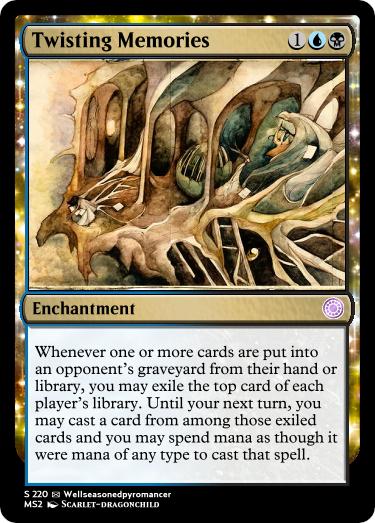 Twisting Memories 1
Enchantment
Whenever one or more cards are put into
an opponent's graveyard from their hand or
library, you may exile the top card of each
player's library. Until your next turn, you
may cast a card from among those exiled
cards and you may spend mana as though it
were mana of any type to cast that spell.
S 220 Wellseasonedpyromancer
MS2 Scarlet-dragonchild